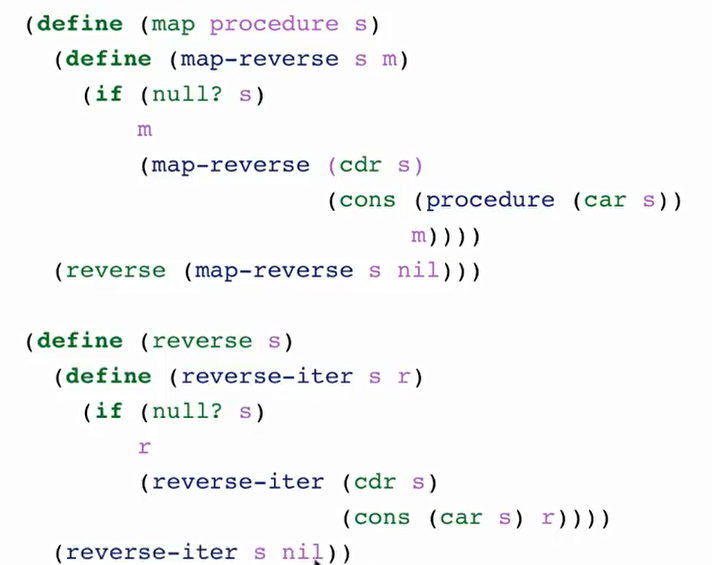 (define (map procedure s)
  (define (map-reverse s m)
    (if (null? s)
        m
        (map-reverse (cdr s)
                     (cons (procedure (car s))
                           m))))
  (reverse (map-reverse s nil)))

(define (reverse s)
  (define (reverse-iter s r)
    (if (null? s)
        r
        (reverse-iter (cdr s)
                      (cons (car s) r))))
  (reverse-iter s nil))